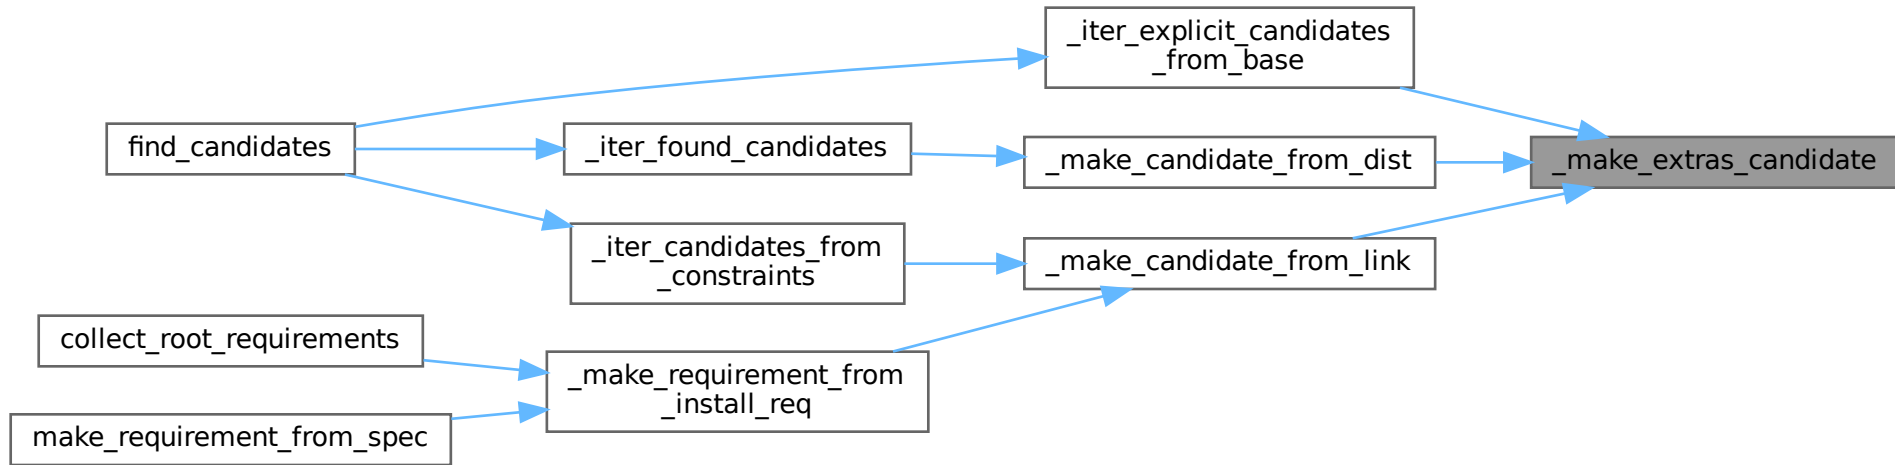 _iter_explicit_candidates
_from_base
find_candidates
_iter_found_candidates
_make_candidate_from_dist
_make_extras_candidate
_iter_candidates_from
_constraints
_make_candidate_from_link
collect_root_requirements
_make_requirement_from
_install_req
make_requirement_from_spec